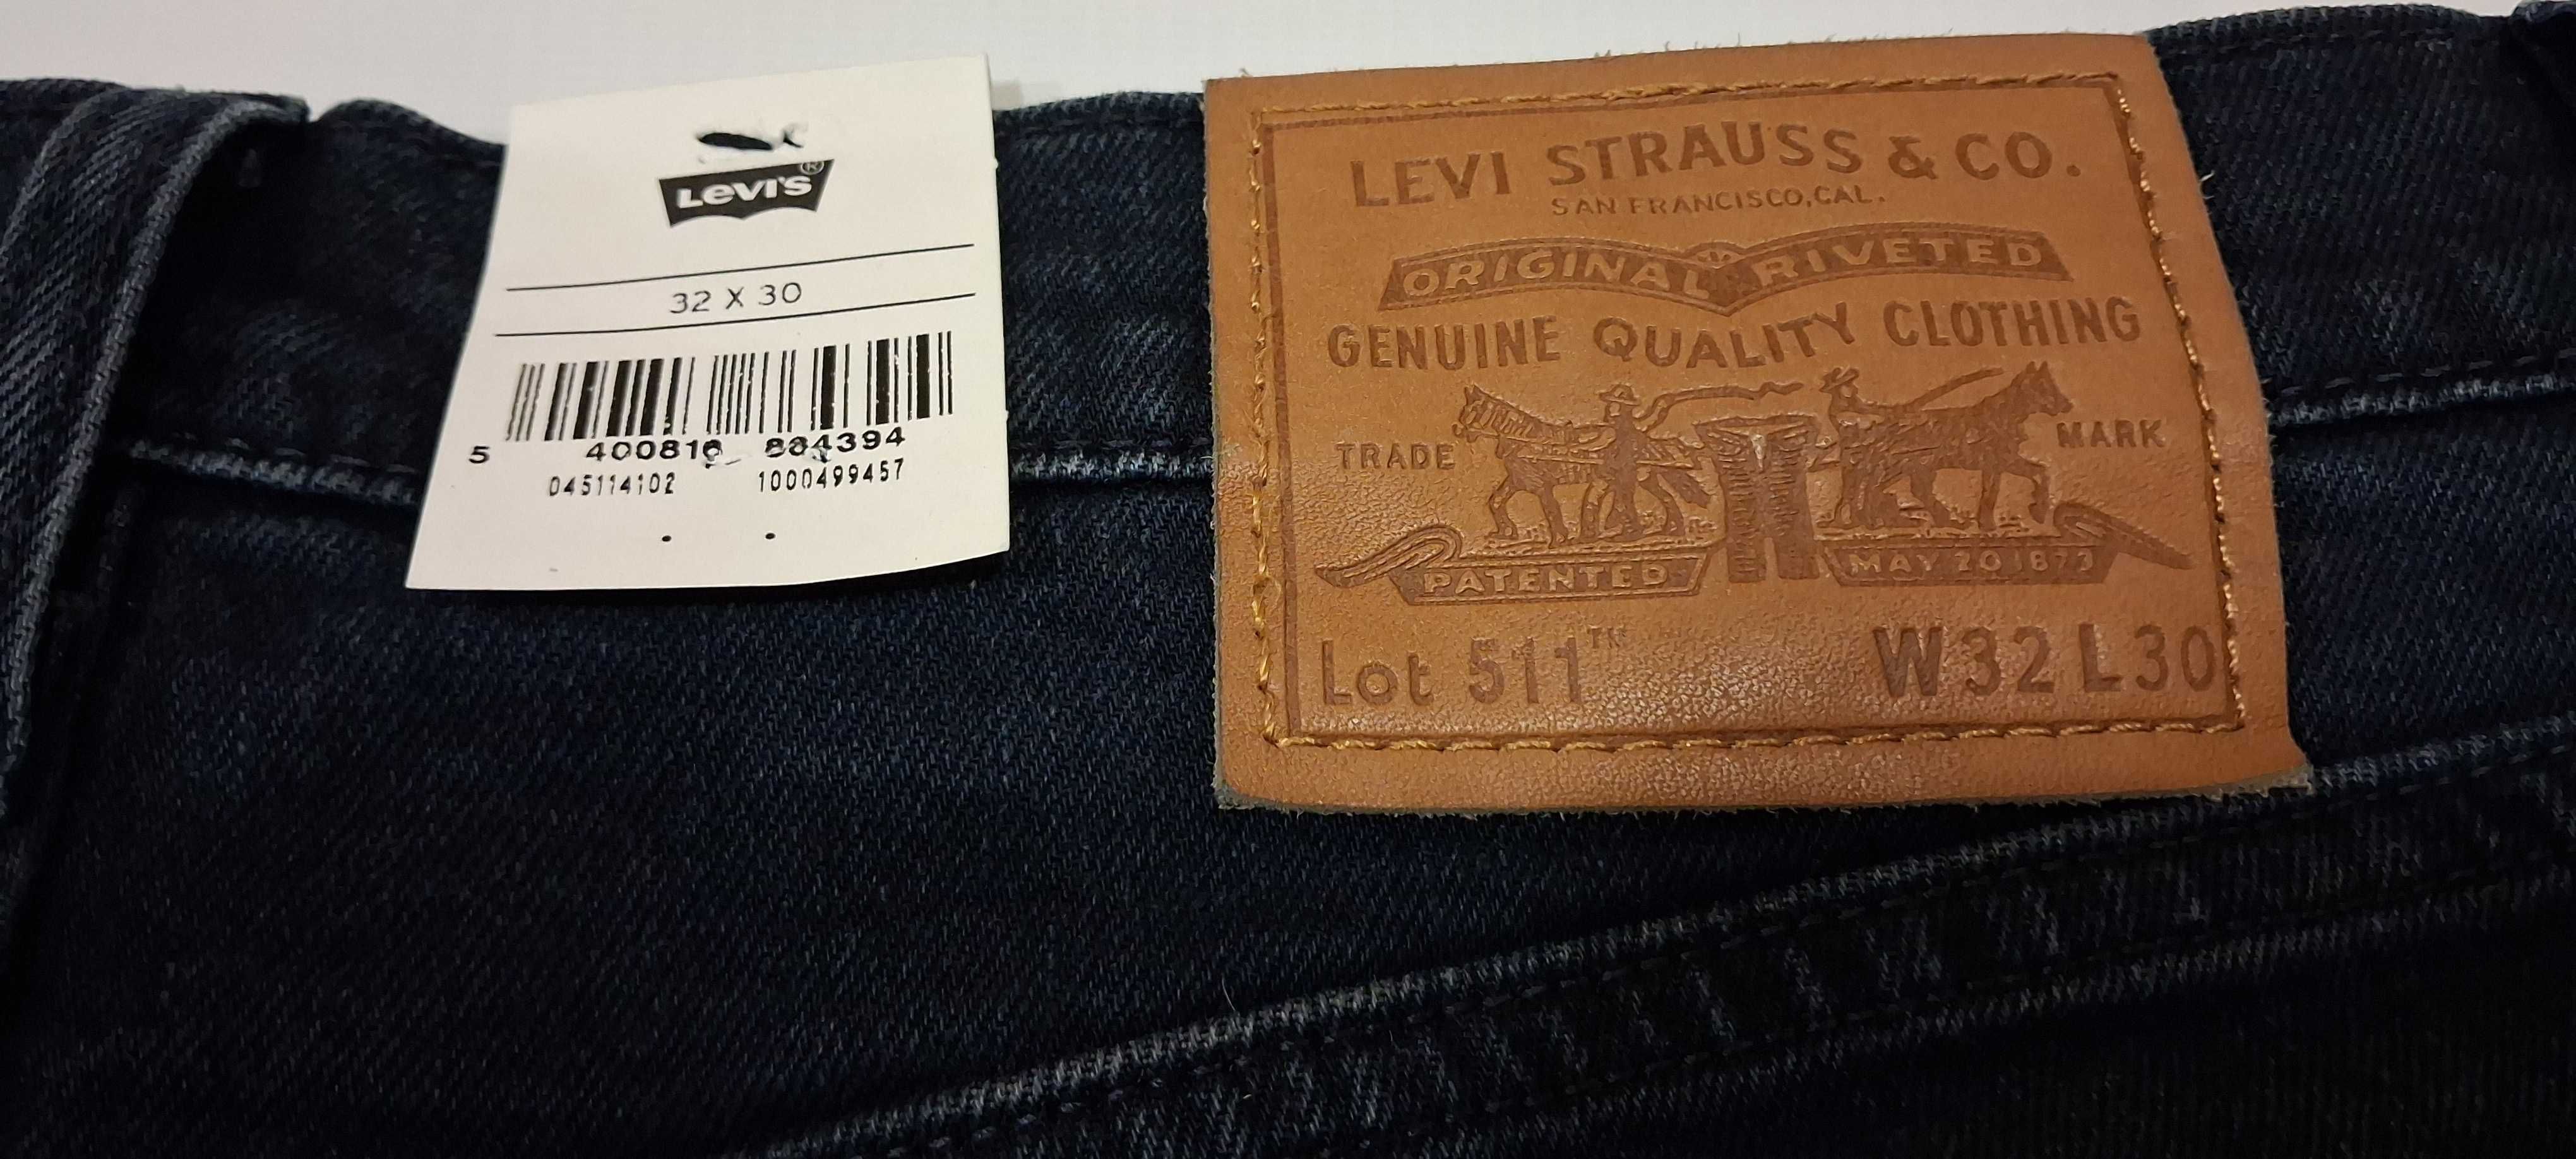 LEVI'S®
32 X 30
5 400816 884394
045114102 1000499457
LEVI STRAUSS & CO.
SAN FRANCISCO, CAL.
ORIGINAL RIVETED
GENUINE QUALITY CLOTHING
TRADE MARK
PATENTED MAY 20 1873
Lot 511™ W32 L30